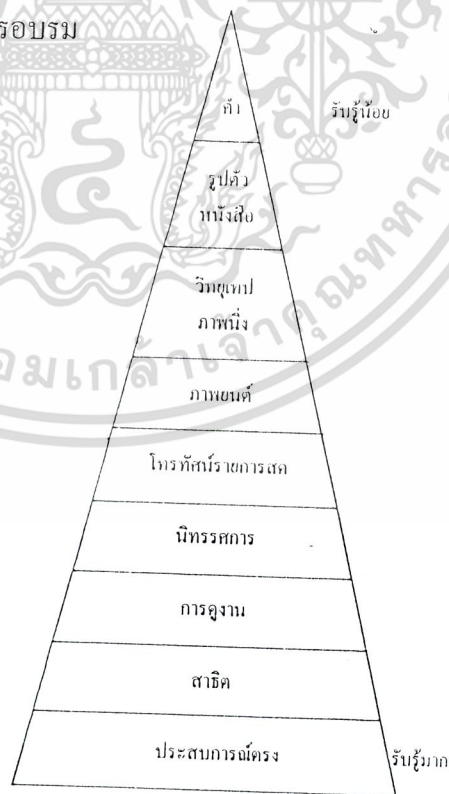 รอบรม
คำ
รับรู้น้อย
รูปตัว
หนังสือ
วิทยุเทป
ภาพนิ่ง
ภาพยนต์
โทรทัศน์รายการสด
นิทรรศการ
การดูงาน
สาธิต
ประสบการณ์ตรง
รับรู้มาก